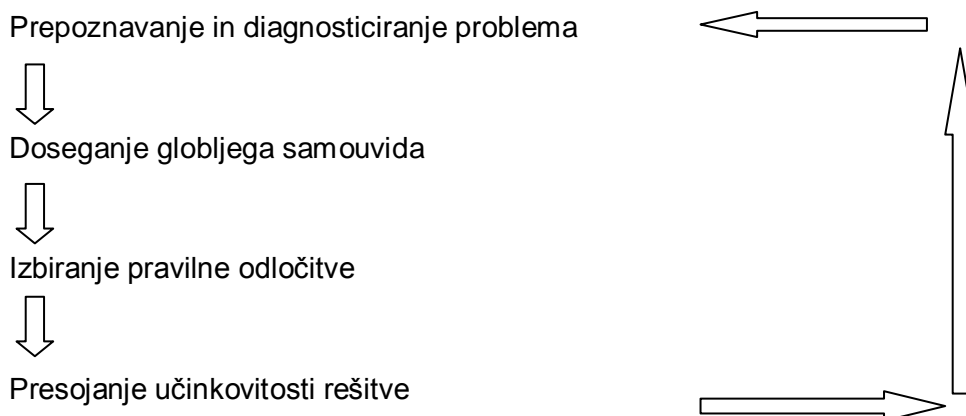 Prepoznavanje in diagnosticiranje problema
Doseganje globljega samouvida
Izbiranje pravilne odločitve
Presojanje učinkovitosti rešitve